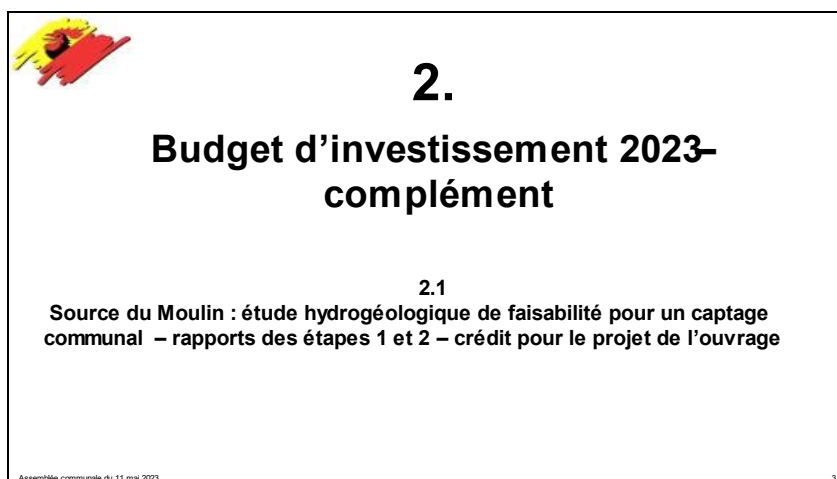 2.
Budget d’investissement 2023–
complément
2.1
Source du Moulin : étude hydrogéologique de faisabilité pour un captage
communal – rapports des étapes 1 et 2 – crédit pour le projet de l’ouvrage
Assemblée communale du 11 mai 2023
3